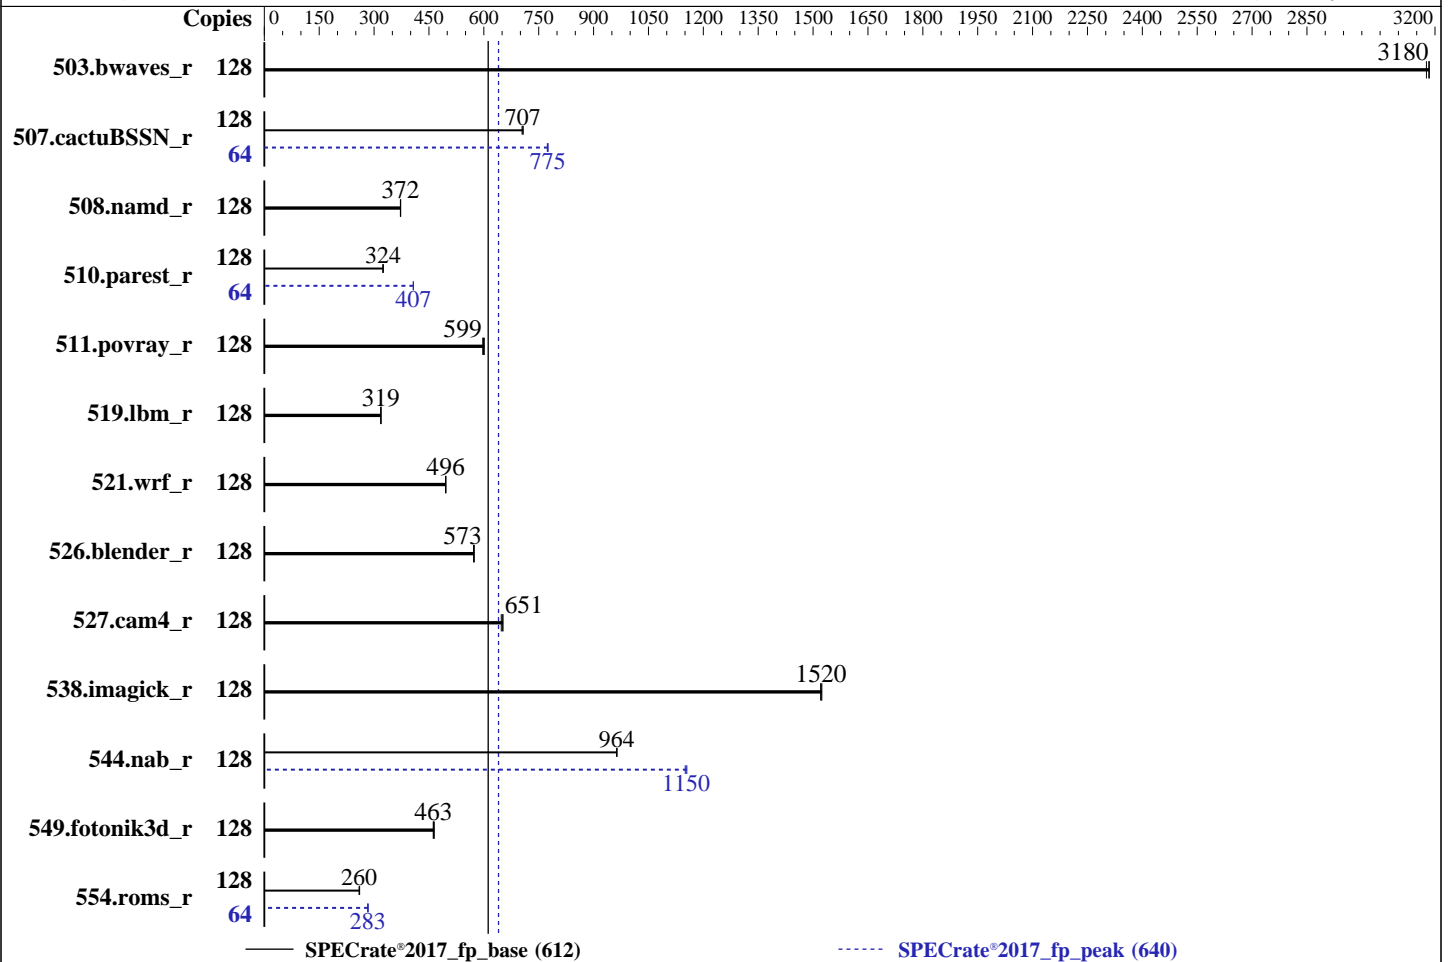 Copies 0 150 300 450 600 750 900 1050 1200 1350 1500 1650 1800 1950 2100 2250 2400 2550 2700 2850 3200
503.bwaves_r 128 3180
507.cactuBSSN_r 128 707
64 775
508.namd_r 128 372
510.parest_r 128 324
64 407
511.povray_r 128 599
519.lbm_r 128 319
521.wrf_r 128 496
526.blender_r 128 573
527.cam4_r 128 651
538.imagick_r 128 1520
544.nab_r 128 964
1150
549.fotonik3d_r 128 463
554.roms_r 128 260
64 283
SPECrate®2017_fp_base (612) SPECrate®2017_fp_peak (640)